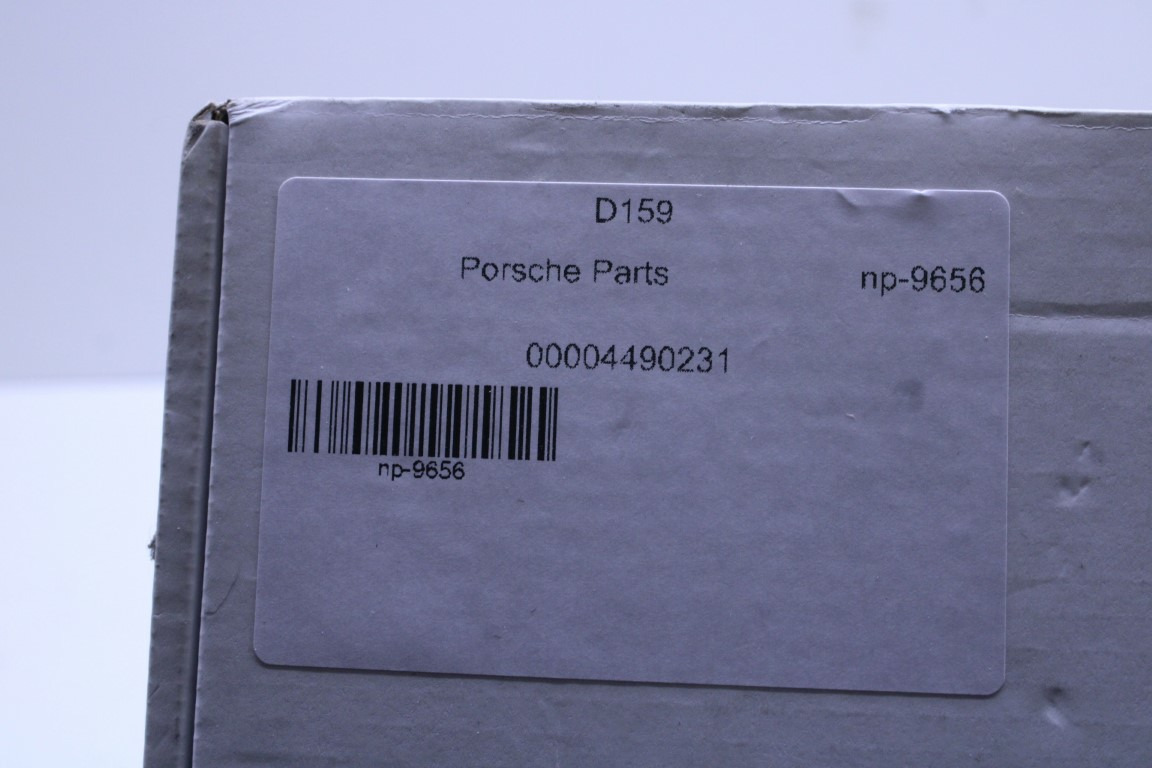 D159
Porsche Parts np-9656
00004490231
np-9656